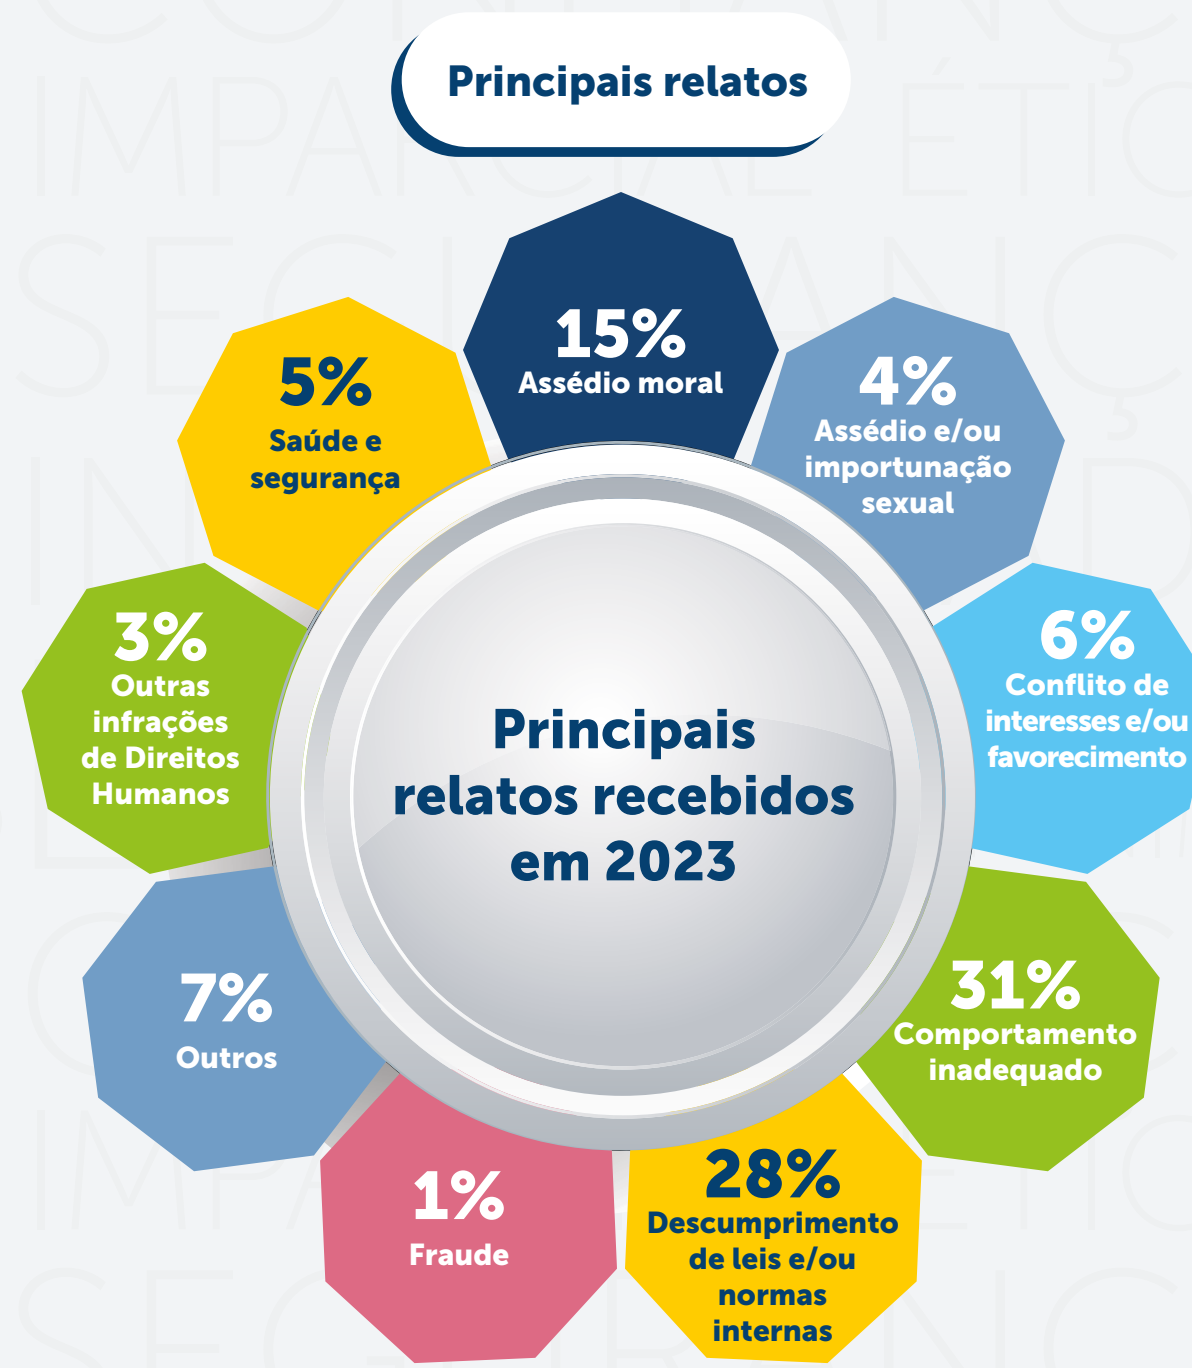 Principais relatos
15%
Assédio moral
4%
Assédio e/ou
importunação
sexual
6%
Conflito de
interesses e/ou
favorecimento
31%
Comportamento
inadequado
28%
Descumprimento
de leis e/ou
normas
internas
1%
Fraude
7%
Outros
3%
Outras
infrações
de Direitos
Humanos
5%
Saúde e
segurança
Principais
relatos recebidos
em 2023